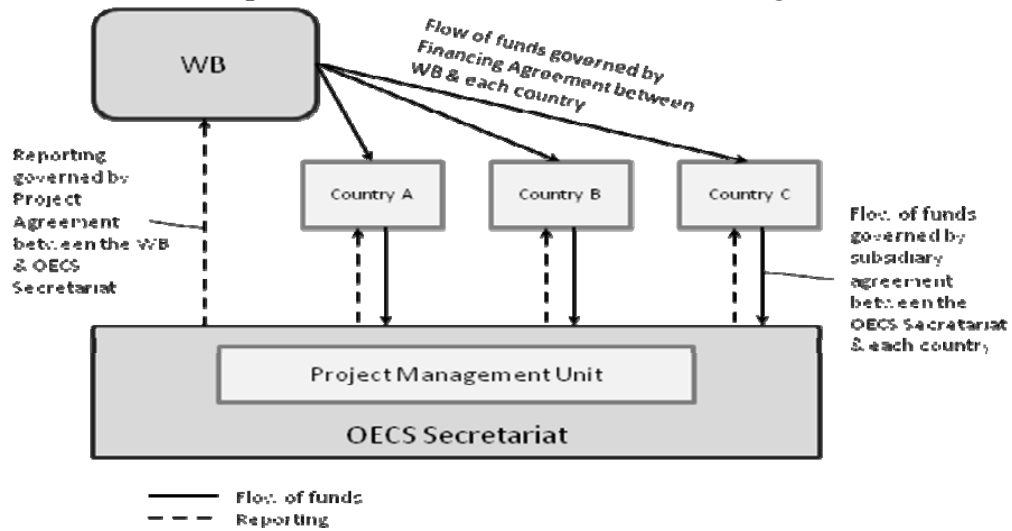 WB
Flow of funds governed by
Financing Agreement between
WB & each country
Reporting
governed by
Project
Agreement
between the WB
& OECS
Secretariat
Country A
Country B
Country C
Flow of funds
governed by
subsidiary
agreement
between the
OECS Secretariat
& each country
Project Management Unit
OECS Secretariat
Flow of funds
Reporting